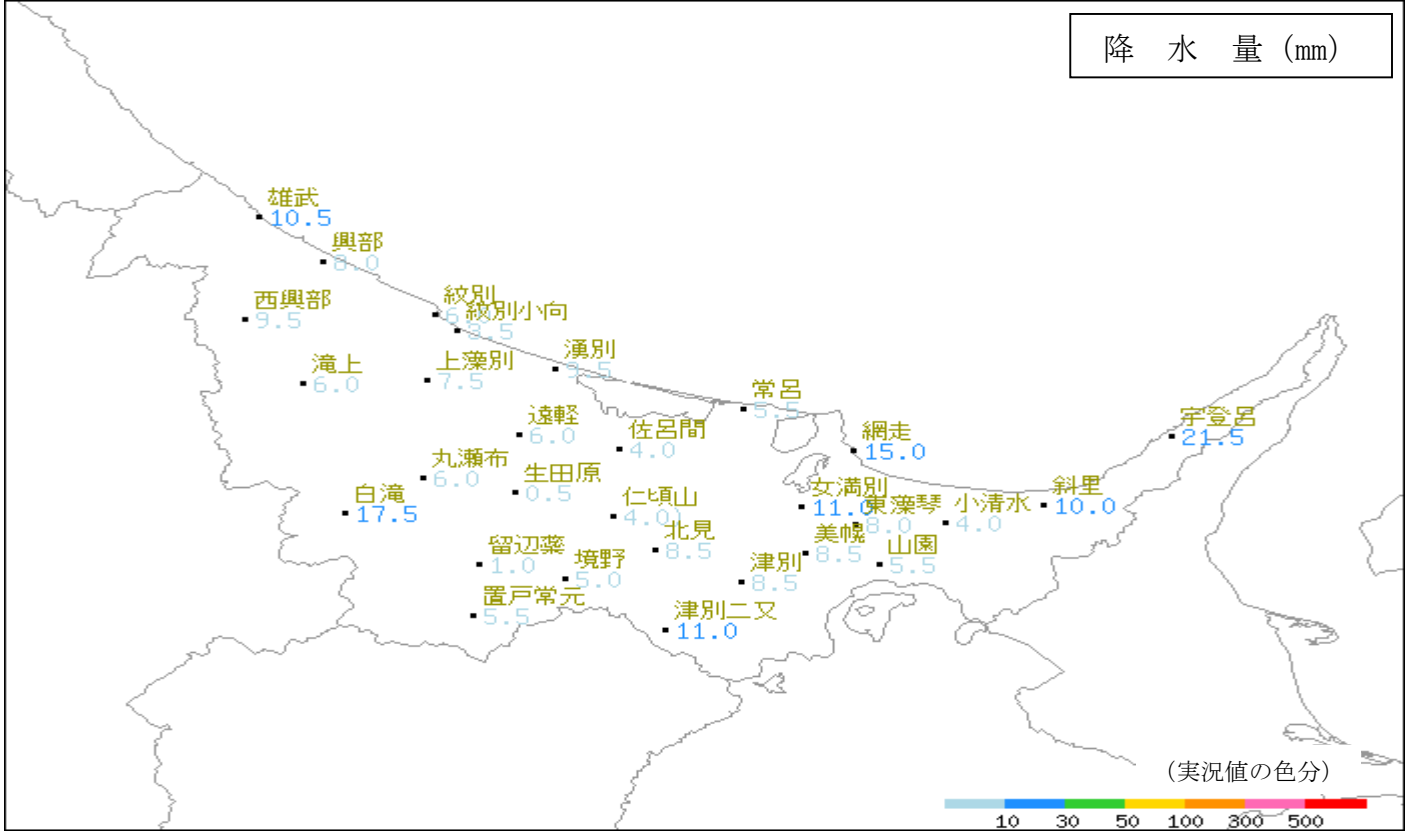 降 水 量 (mm)
雄武
10.5
興部
8.0
西興部
9.5
紋別
紋別小向
3.5
滝上
6.0
上藻別
7.5
湧別
常呂
5.5
遠軽
6.0
佐呂間
4.0
網走
15.0
宇登呂
21.5
丸瀬布
6.0
生田原
0.5
白滝
17.5
仁頃山
(4.0)
女満別
11.0
東藻琴
8.0
小清水
4.0
斜里
10.0
北見
8.5
美幌
8.5
山園
5.5
留辺蘂
1.0
境野
5.0
津別
8.5
置戸常元
5.5
津別二又
11.0
(実況値の色分)
10 30 50 100 300 500